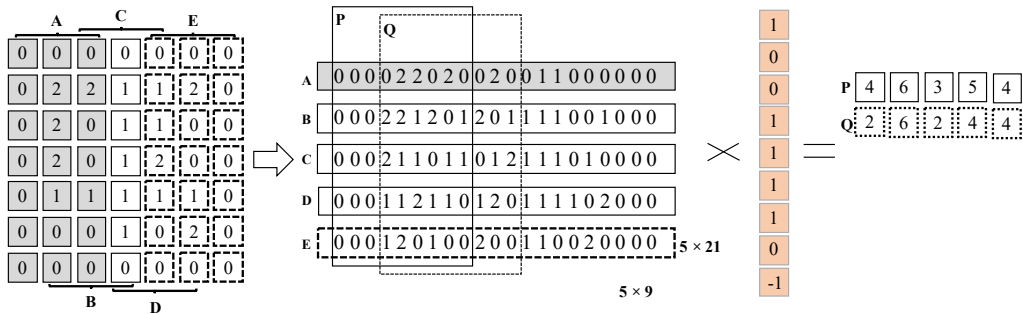 A C E
0 0 0 0 0 0 0
0 2 2 1 1 2 0
0 2 0 1 1 0 0
0 2 0 1 2 0 0
0 1 1 1 1 1 0
0 0 0 1 0 2 0
0 0 0 0 0 0 0
B D
P
Q
A 0 0 0 0 2 2 0 2 0 0 2 0 0 1 1 0 0 0 0 0 0
B 0 0 0 2 2 1 2 0 1 2 0 1 1 1 1 0 0 1 0 0 0
C 0 0 0 2 1 1 0 1 1 0 1 2 1 1 1 0 1 0 0 0 0
D 0 0 0 1 1 2 1 1 0 1 2 0 1 1 1 1 0 2 0 0 0
E 0 0 0 1 2 0 1 0 0 2 0 0 1 1 0 0 2 0 0 0 0
5 × 21
5 × 9
1
0
0
1
1
1
1
0
-1
P 4 6 3 5 4
Q 2 6 2 4 4